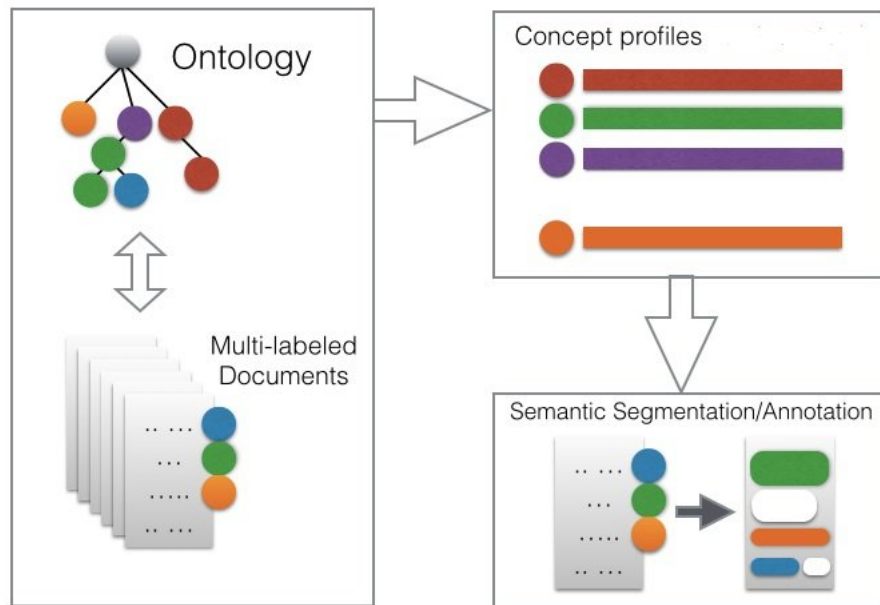 Ontology
Multi-labeled
Documents
Concept profiles
Semantic Segmentation/Annotation